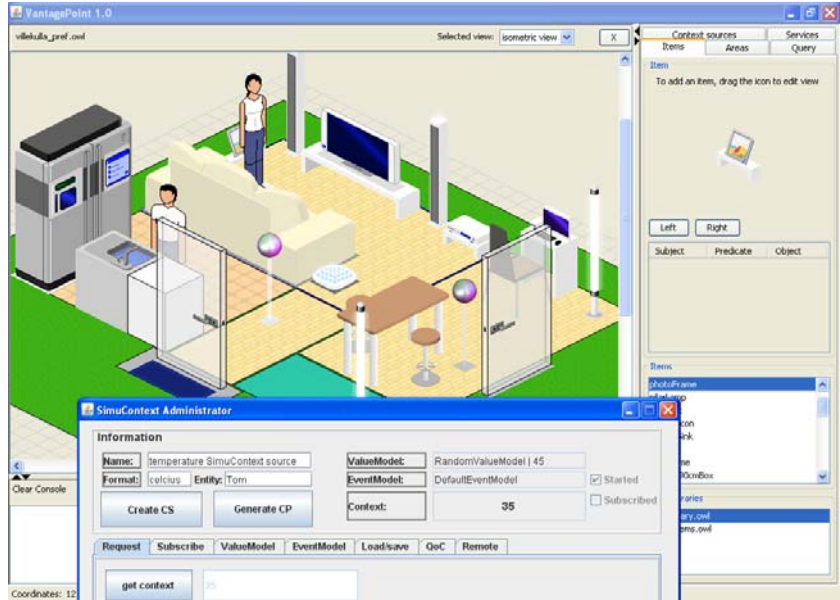 VantagePoint 1.0
villekulla_pref.owl
Selected view: isometric view
X
Context sources Services
Items Areas Query
Item
To add an item, drag the icon to edit view
Left Right
Subject Predicate Object
Items
photoFrame
SimuContext Administrator
Information
Name: temperature SimuContext source ValueModel: RandomValueModel | 45
Format: celcius Entity: Tom EventModel: DefaultEventModel Started
Create CS Generate CP Context: 35 Subscribed
Request Subscribe ValueModel EventModel Load/save QoC Remote
get context 35
Clear Console
Coordinates: 12